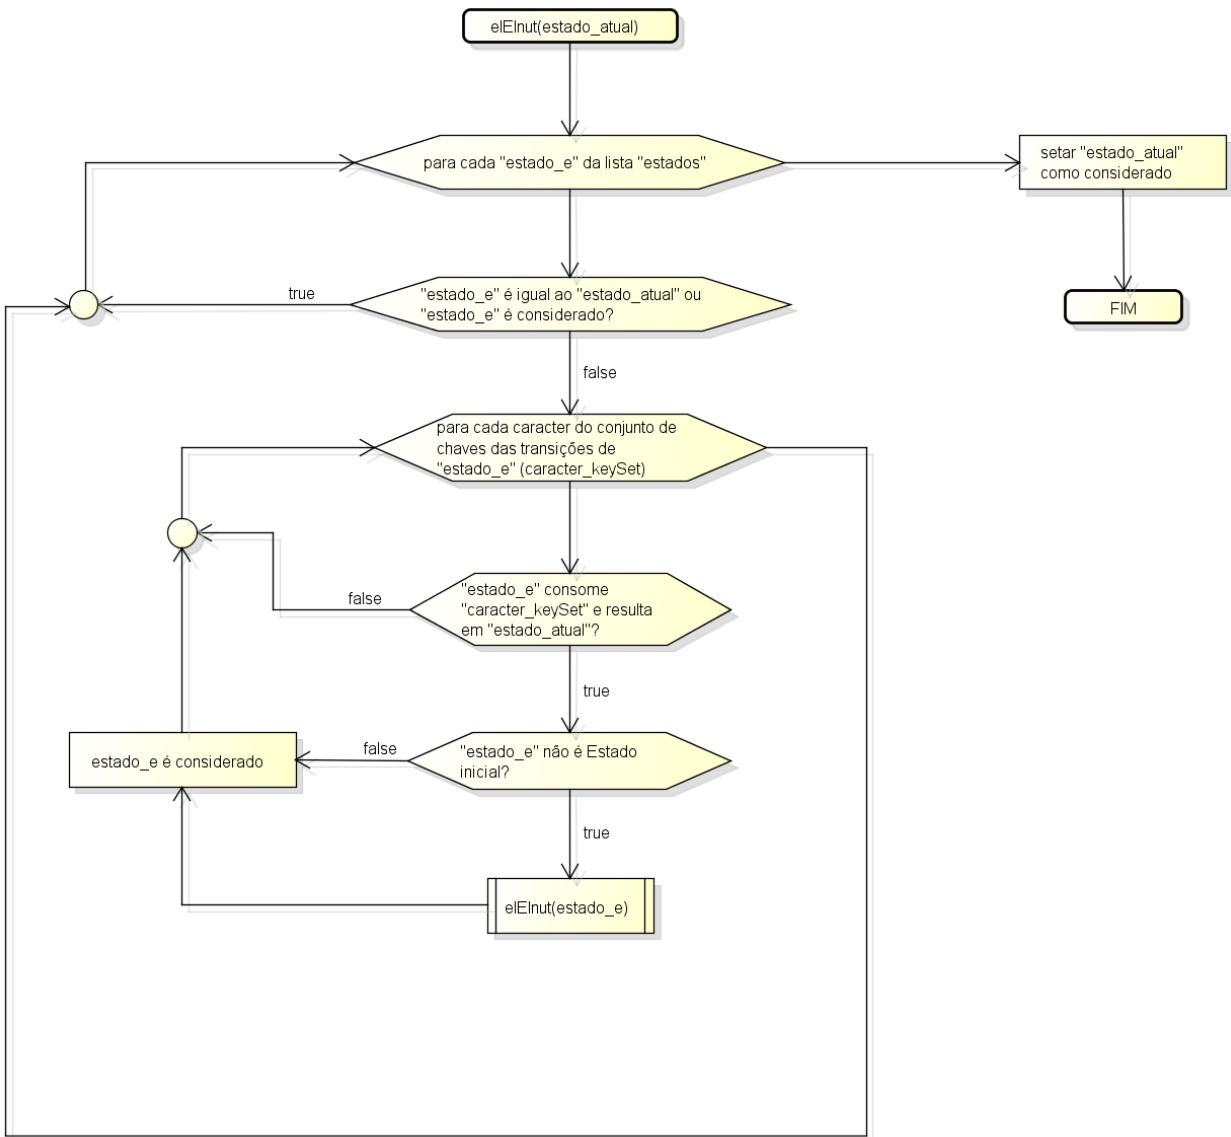 elEInut(estado_atual)
para cada "estado_e" da lista "estados"
setar "estado_atual"
como considerado
"estado_e" é igual ao "estado_atual" ou
"estado_e" é considerado?
true
FIM
false
para cada caracter do conjunto de
chaves das transições de
"estado_e" (caracter_keySet)
"estado_e" consome
"caracter_keySet" e resulta
em "estado_atual"?
false
true
"estado_e" não é Estado
inicial?
false
estado_e é considerado
true
elEInut(estado_e)